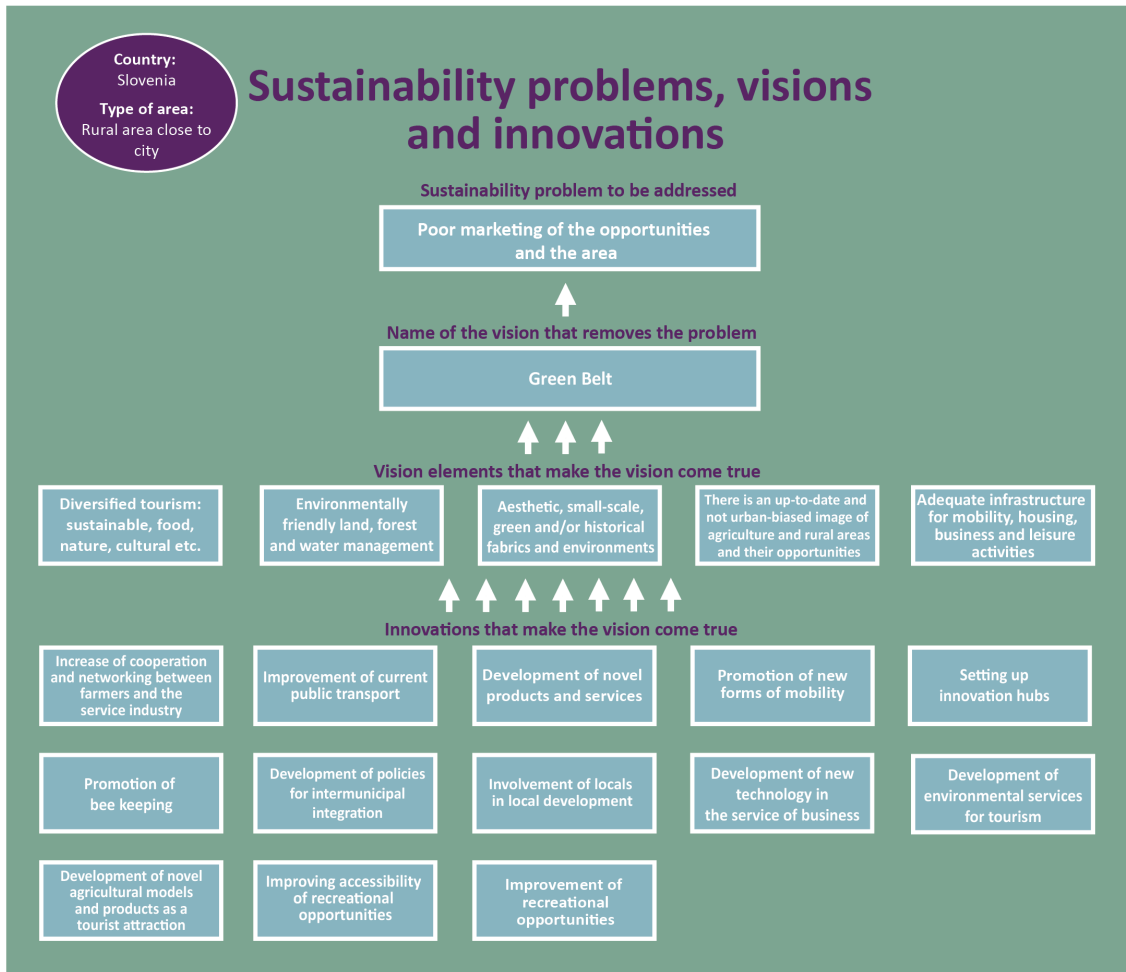 Country:
Slovenia
Type of area:
Rural area close to
city
Sustainability problems, visions
and innovations
Sustainability problem to be addressed
Poor marketing of the opportunities
and the area
Name of the vision that removes the problem
Green Belt
Vision elements that make the vision come true
Diversified tourism:
sustainable, food,
nature, cultural etc.
Environmentally
friendly land, forest
and water management
Aesthetic, small-scale,
green and/or historical
fabrics and environments
There is an up-to-date and
not urban-biased image of
agriculture and rural areas
and their opportunities
Adequate infrastructure
for mobility, housing,
business and leisure
activities
Innovations that make the vision come true
Increase of cooperation
and networking between
farmers and the
service industry
Improvement of current
public transport
Development of novel
products and services
Promotion of new
forms of mobility
Setting up
innovation hubs
Promotion of
bee keeping
Development of policies
for intermunicipal
integration
Involvement of locals
in local development
Development of new
technology in
the service of business
Development of
environmental services
for tourism
Development of novel
agricultural models
and products as a
tourist attraction
Improving accessibility
of recreational
opportunities
Improvement of
recreational
opportunities